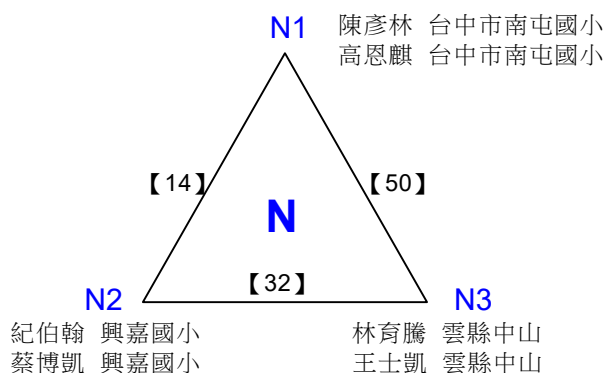 N1 陳彥林 台中市南屯國小
高恩麒 台中市南屯國小
【14】 【50】
N
【32】
N2 N3
紀伯翰 興嘉國小 林育騰 雲縣中山
蔡博凱 興嘉國小 王士凱 雲縣中山